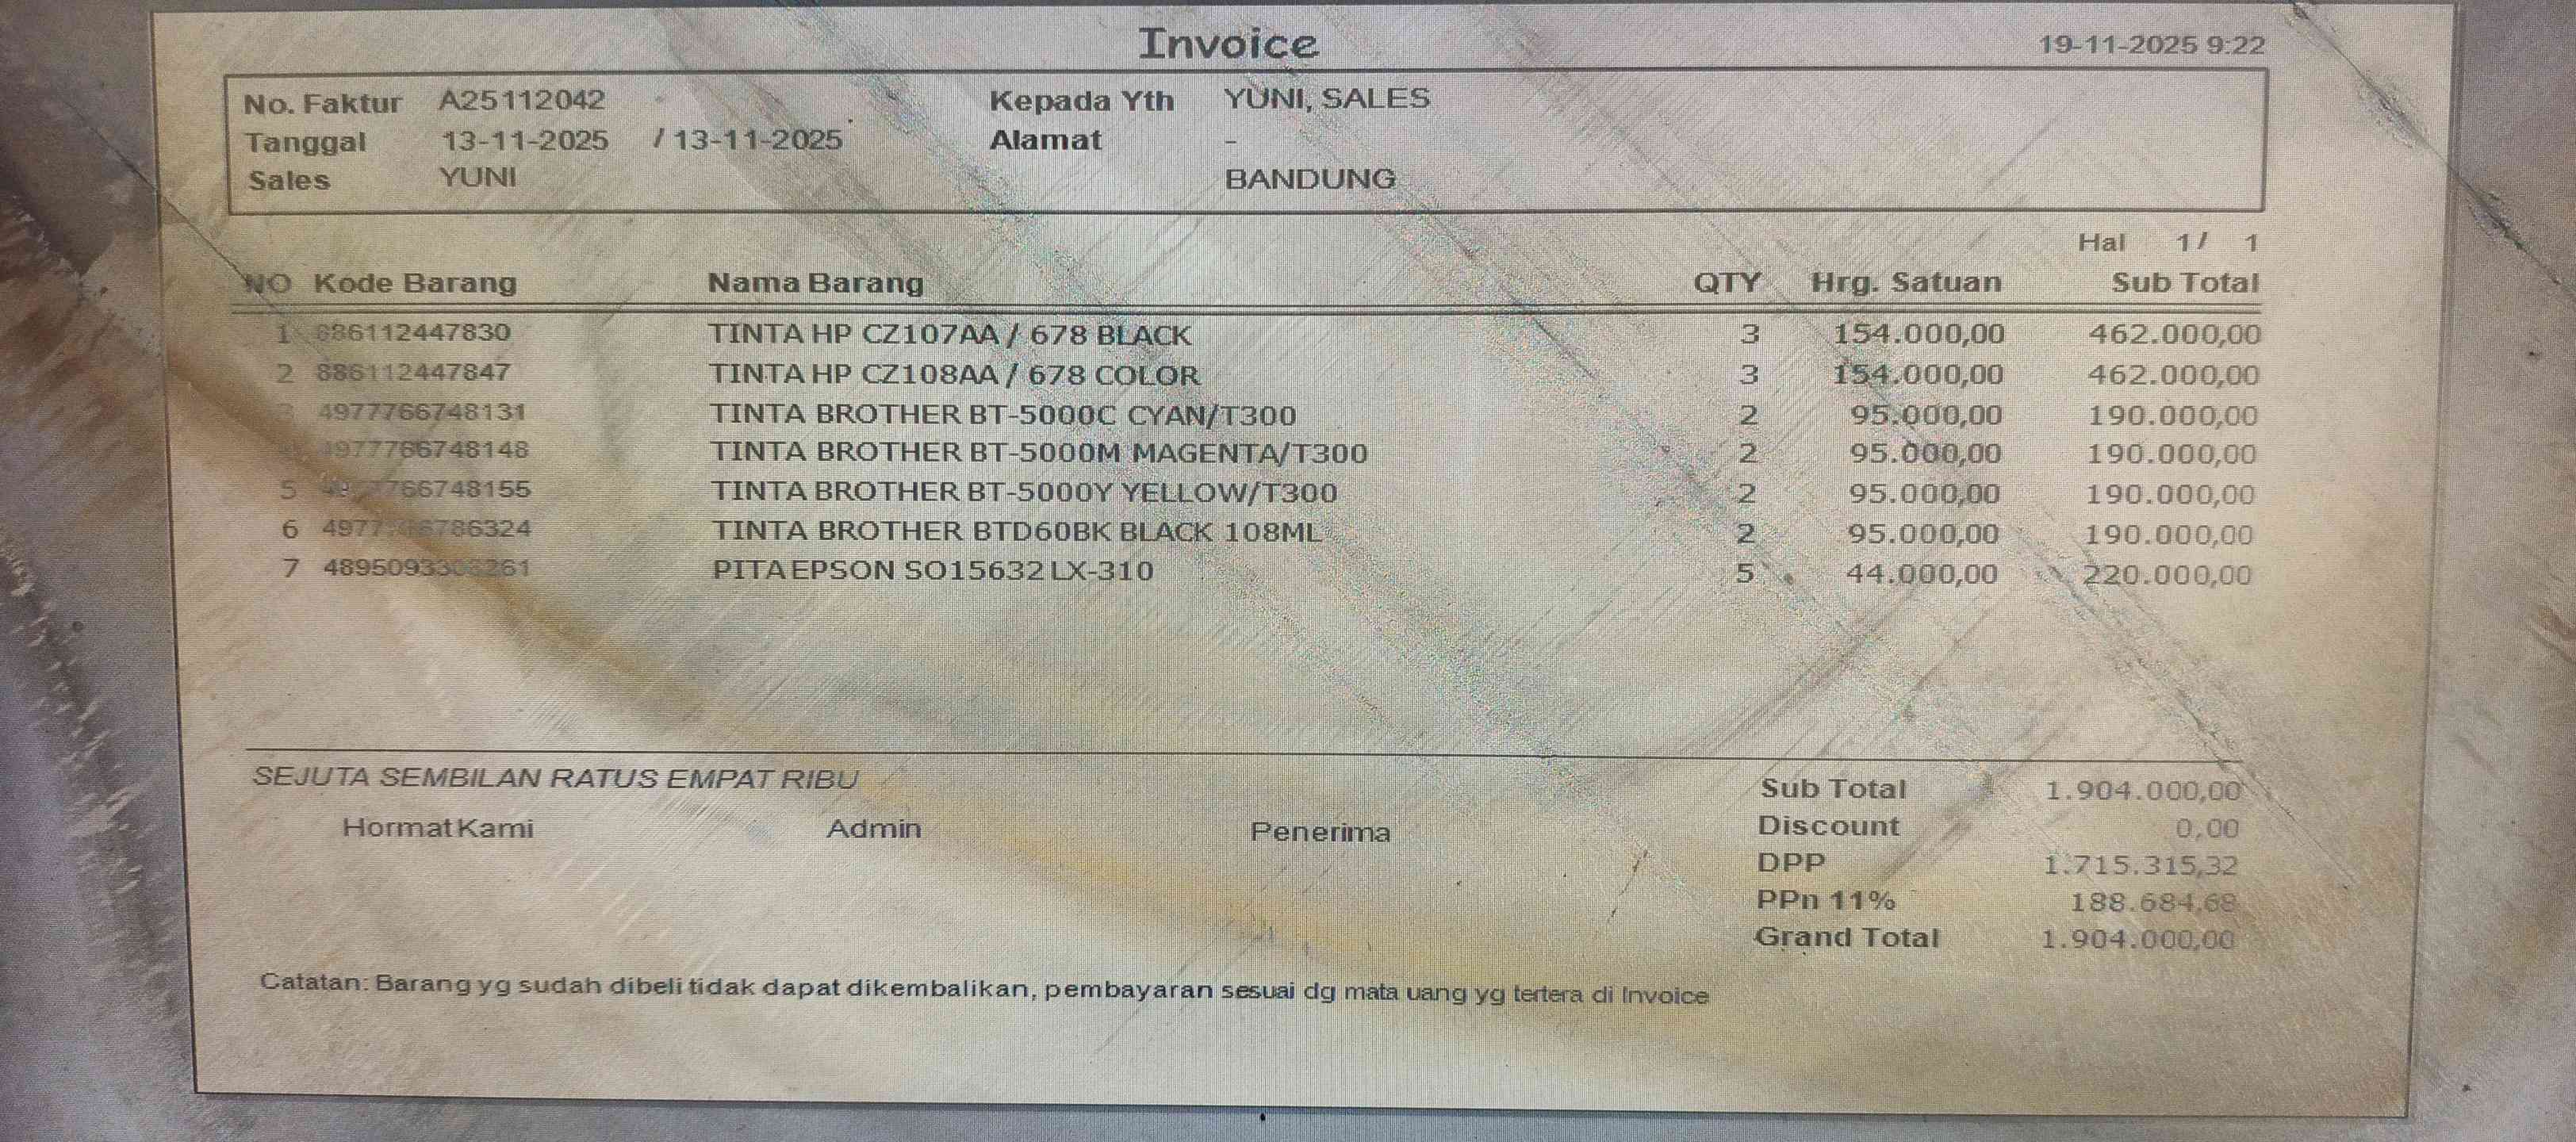 Invoice
19-11-2025 9:22
No. Faktur A25112042 Kepada Yth YUNI, SALES
Tanggal 13-11-2025 / 13-11-2025 Alamat -
Sales YUNI BANDUNG
Hal 1/ 1
NO Kode Barang Nama Barang QTY Hrg. Satuan Sub Total
1 886112447830 TINTA HP CZ107AA / 678 BLACK 3 154.000,00 462.000,00
2 886112447847 TINTA HP CZ108AA / 678 COLOR 3 154.000,00 462.000,00
4977766748131 TINTA BROTHER BT-5000C CYAN/T300 2 95.000,00 190.000,00
4977766748148 TINTA BROTHER BT-5000M MAGENTA/T300 2 95.000,00 190.000,00
5 TINTA BROTHER BT-5000Y YELLOW/T300 2 95.000,00 190.000,00
6 TINTA BROTHER BTD60BK BLACK 108ML 2 95.000,00 190.000,00
7 PITA EPSON SO15632 LX-310 5 44.000,00 220.000,00
SEJUTA SEMBILAN RATUS EMPAT RIBU
Hormat Kami Admin Penerima
Sub Total 1.904.000,00
Discount 0,00
DPP 1.715.315,32
PPn 11% 188.684,68
Grand Total 1.904.000,00
Catatan: Barang yg sudah dibeli tidak dapat dikembalikan, pembayaran sesuai dg mata uang yg tertera di Invoice